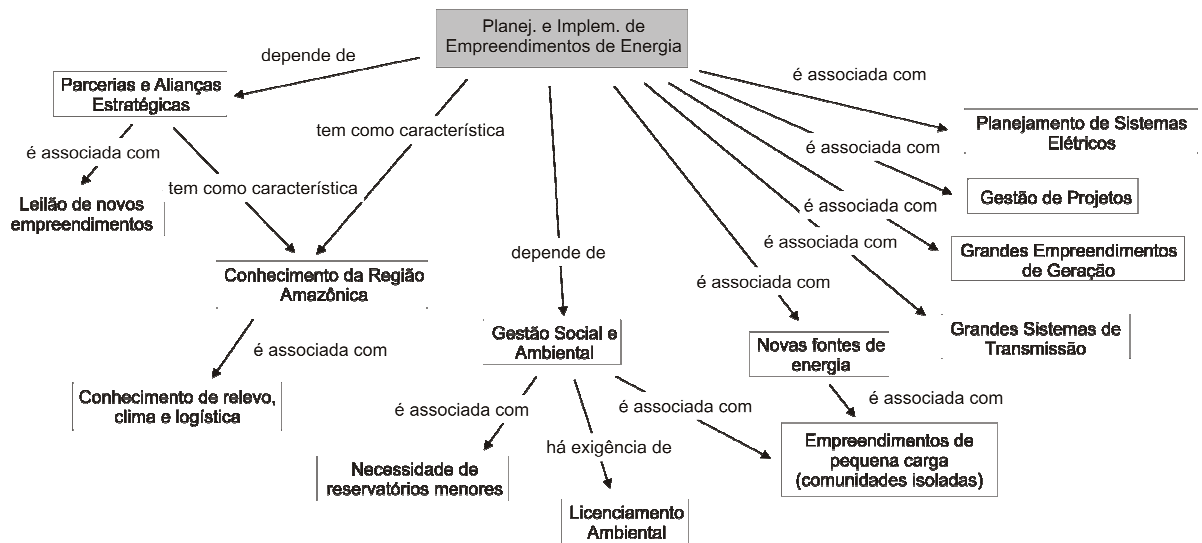 Planej. e Implem. de
Empreendimentos de Energia
depende de
é associada com
Parcerias e Alianças
Estratégicas
tem como característica
Planejamento de Sistemas
Elétricos
é associada com
é associada com
tem como característica
Gestão de Projetos
Leilão de novos
empreendimentos
é associada com
é associada com
Grandes Empreendimentos
de Geração
depende de
Conhecimento da Região
Amazônica
é associada com
Gestão Social e
Ambiental
Novas fontes de
energia
Grandes Sistemas de
Transmissão
é associada com
Conhecimento de relevo,
clima e logística
é associada com
é associada com
é associada com
há exigência de
Empreendimentos de
pequena carga
(comunidades isoladas)
Necessidade de
reservatórios menores
Licenciamento
Ambiental